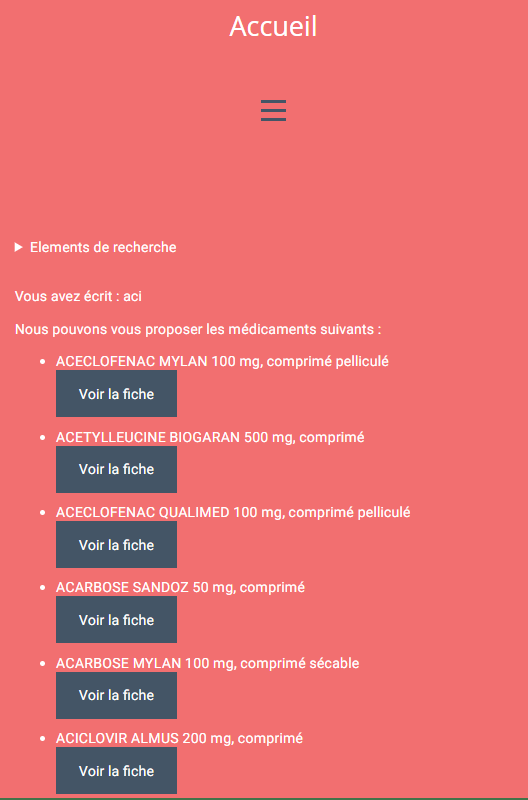 Accueil
Elements de recherche
Vous avez écrit : aci
Nous pouvons vous proposer les médicaments suivants :
ACECLOFENAC MYLAN 100 mg, comprimé pelliculé
Voir la fiche
ACETYLLEUCINE BIOGARAN 500 mg, comprimé
Voir la fiche
ACECLOFENAC QUALIMED 100 mg, comprimé pelliculé
Voir la fiche
ACARBOSE SANDOZ 50 mg, comprimé
Voir la fiche
ACARBOSE MYLAN 100 mg, comprimé sécable
Voir la fiche
ACICLOVIR ALMUS 200 mg, comprimé
Voir la fiche